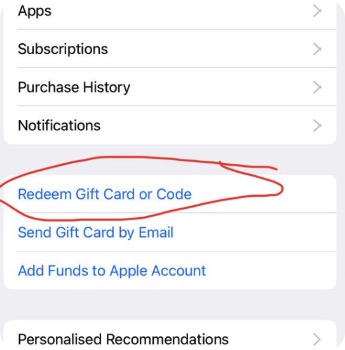 Apps
Subscriptions
Purchase History
Notifications
Redeem Gift Card or Code
Send Gift Card by Email
Add Funds to Apple Account
Personalised Recommendations